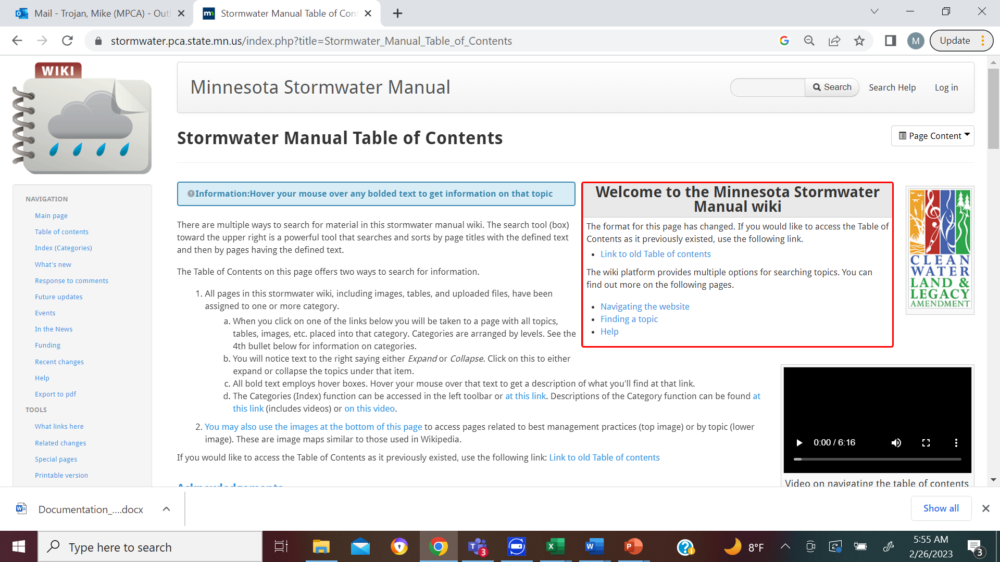 Mail - Trojan, Mike (MPCA) - Out
Stormwater Manual Table of Con
stormwater.pca.state.mn.us/index.php?title=Stormwater_Manual_Table_of_Contents
M
Update
WIKI
Minnesota Stormwater Manual
Search
Search Help
Log in
Stormwater Manual Table of Contents
Page Content
NAVIGATION
Main page
Table of contents
Index (Categories)
What's new
Response to comments
Future updates
Events
In the News
Funding
Recent changes
Help
Export to pdf
TOOLS
What links here
Related changes
Special pages
Printable version
Information:Hover your mouse over any bolded text to get information on that topic
There are multiple ways to search for material in this stormwater manual wiki. The search tool (box)
toward the upper right is a powerful tool that searches and sorts by page titles with the defined text
and then by pages having the defined text.
The Table of Contents on this page offers two ways to search for information.
1. All pages in this stormwater wiki, including images, tables, and uploaded files, have been
assigned to one or more category.
a. When you click on one of the links below you will be taken to a page with all topics,
tables, images, etc. placed into that category. Categories are arranged by levels. See the
4th bullet below for information on categories.
b. You will notice text to the right saying either Expand or Collapse. Click on this to either
expand or collapse the topics under that item.
c. All bold text employs hover boxes. Hover your mouse over that text to get a description of what you'll find at that link.
d. The Categories (Index) function can be accessed in the left toolbar or at this link. Descriptions of the Category function can be found at
this link (includes videos) or on this video.
2. You may also use the images at the bottom of this page to access pages related to best management practices (top image) or by topic (lower
image). These are image maps similar to those used in Wikipedia.
If you would like to access the Table of Contents as it previously existed, use the following link: Link to old Table of contents
Acknowledgements
Welcome to the Minnesota Stormwater
Manual wiki
The format for this page has changed. If you would like to access the Table of
Contents as it previously existed, use the following link.
• Link to old Table of contents
The wiki platform provides multiple options for searching topics. You can
find out more on the following pages.
• Navigating the website
• Finding a topic
• Help
CLEAN
WATER
LAND &
LEGACY
AMENDMENT
0:00 / 6:16
Video on navigating the table of contents
Documentation_....docx
Show all
Type here to search
3
8°F
5:55 AM
2/26/2023
3